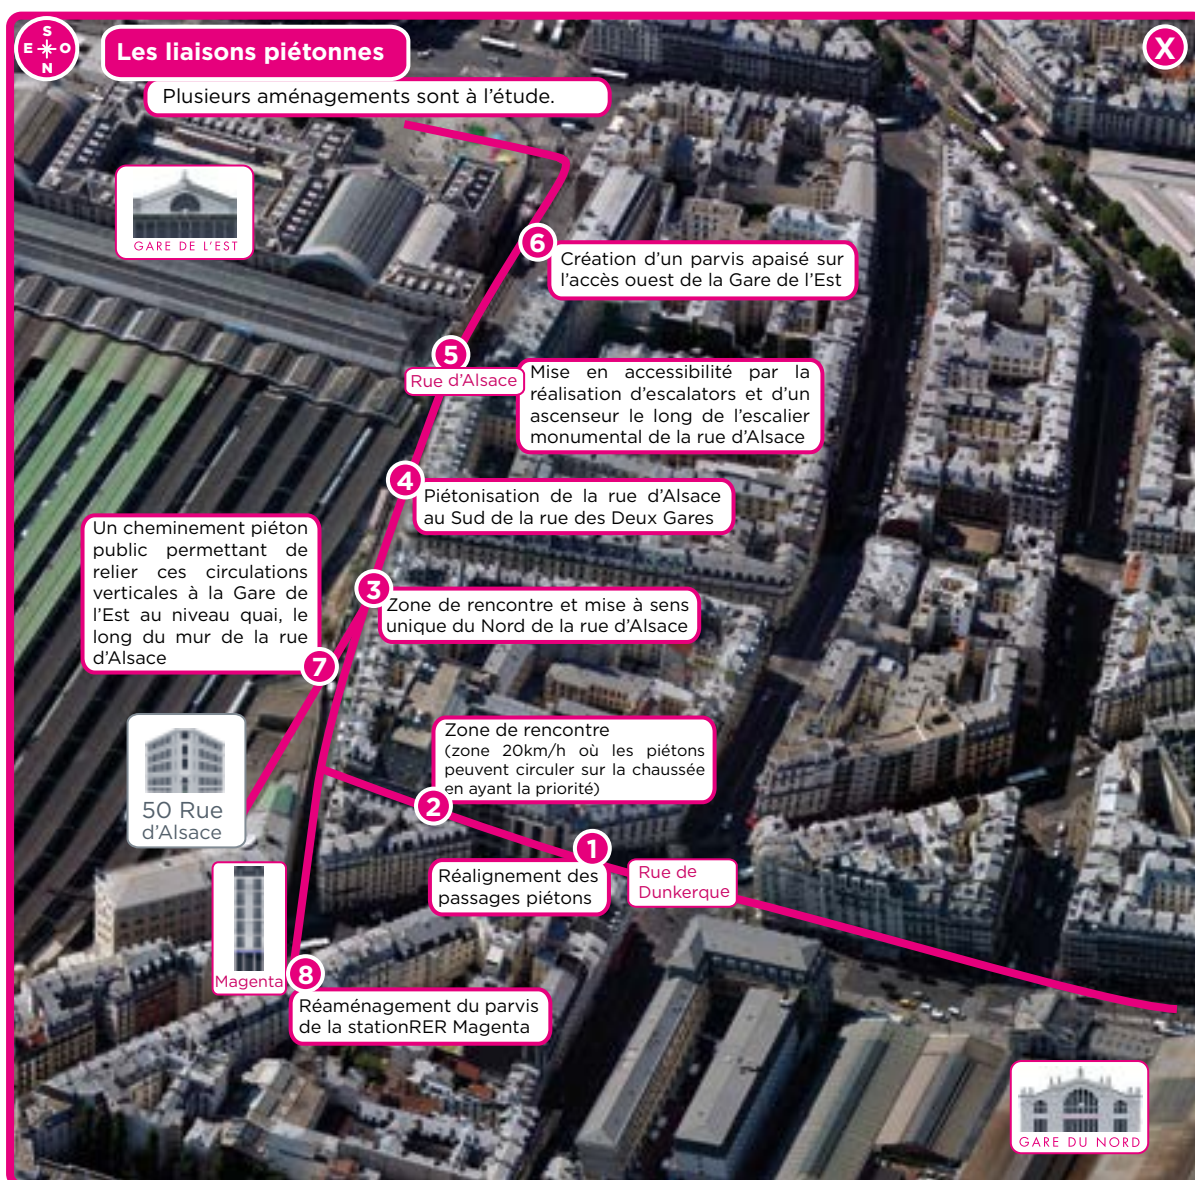 S
E O
N
Les liaisons piétonnes
X
Plusieurs aménagements sont à l'étude.
GARE DE L'EST
6
Création d'un parvis apaisé sur
l'accès ouest de la Gare de l'Est
5
Rue d'Alsace
Mise en accessibilité par la
réalisation d'escalators et d'un
ascenseur le long de l'escalier
monumental de la rue d'Alsace
4
Piétonisation de la rue d'Alsace
au Sud de la rue des Deux Gares
Un cheminement piéton
public permettant de
relier ces circulations
verticales à la Gare de
l'Est au niveau quai, le
long du mur de la rue
d'Alsace
3
Zone de rencontre et mise à sens
unique du Nord de la rue d'Alsace
7
50 Rue
d'Alsace
Zone de rencontre
(zone 20km/h où les piétons
peuvent circuler sur la chaussée
en ayant la priorité)
2
1
Réalignement des
passages piétons
Rue de
Dunkerque
Magenta
8
Réaménagement du parvis
de la stationRER Magenta
GARE DU NORD